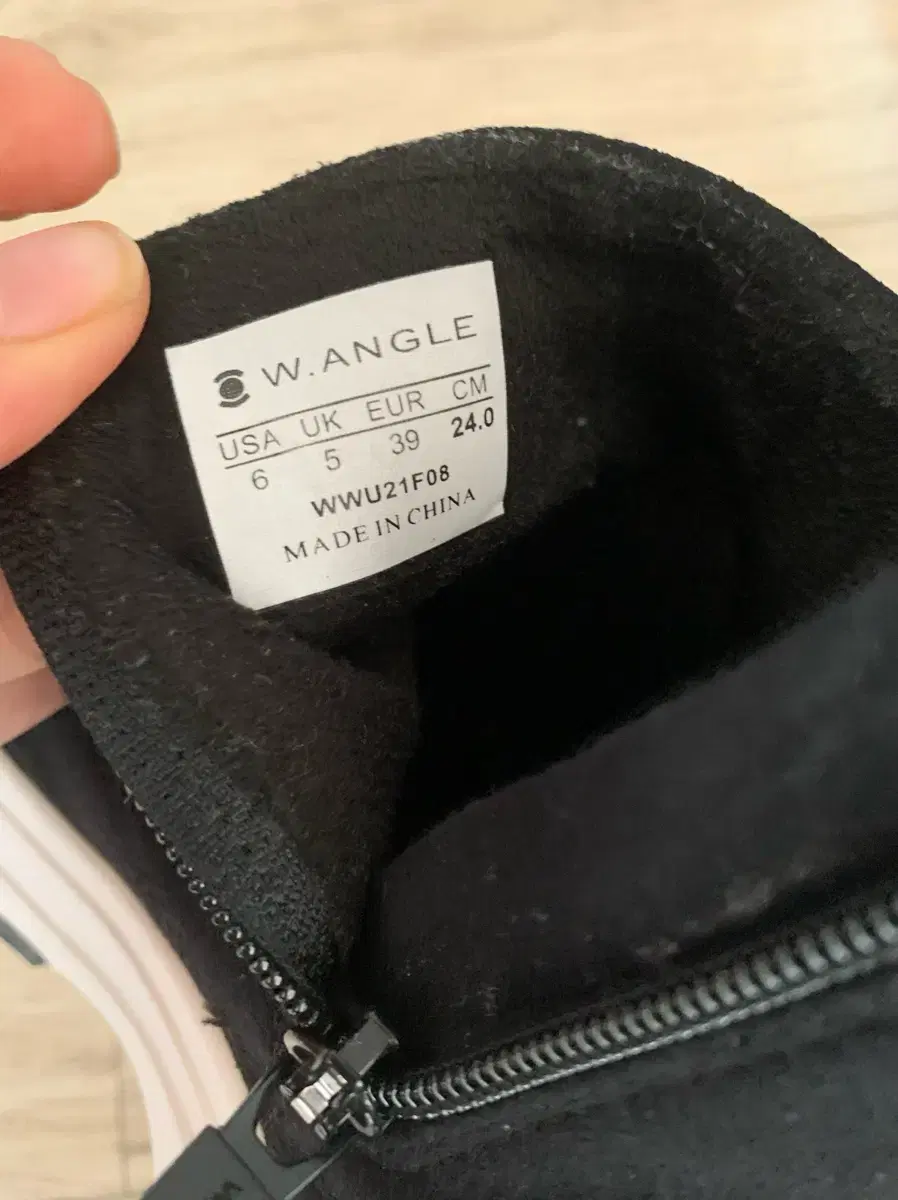 W.ANGLE
USA UK EUR CM
6 5 39 24.0
WWU21F08
MADE IN CHINA